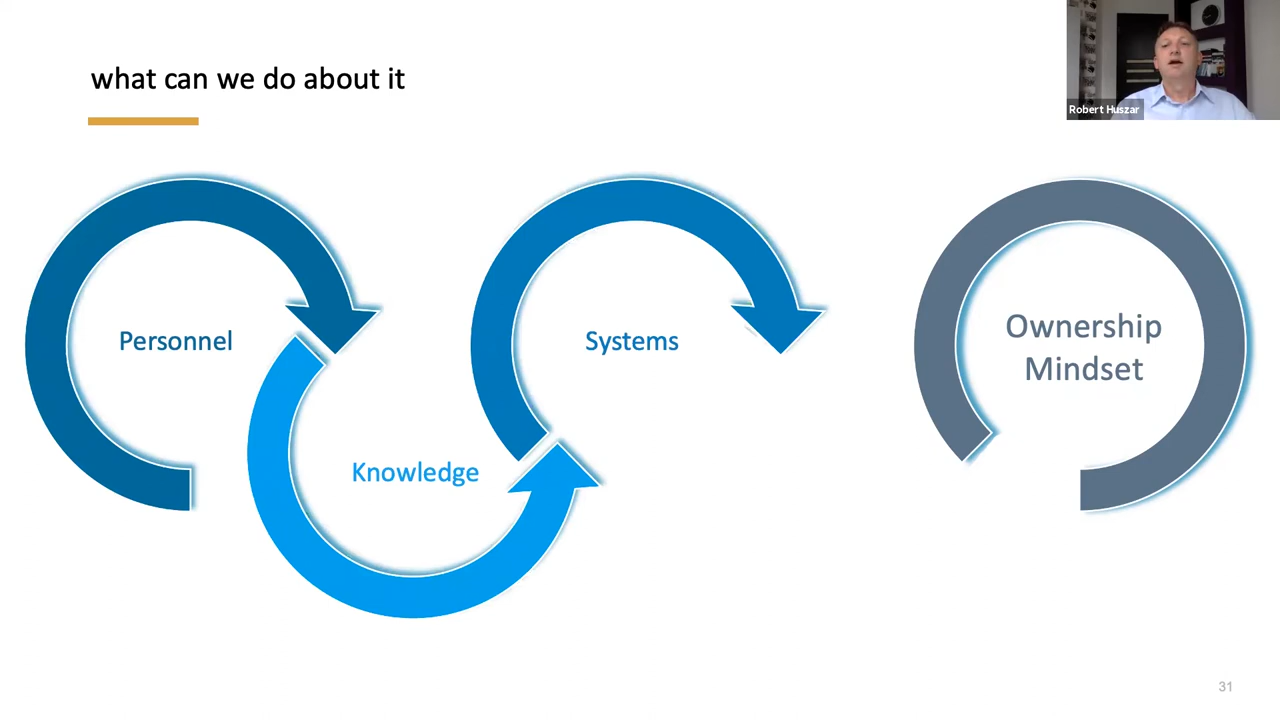 what can we do about it
Robert Huszar
Personnel
Systems
Ownership
Mindset
Knowledge
31